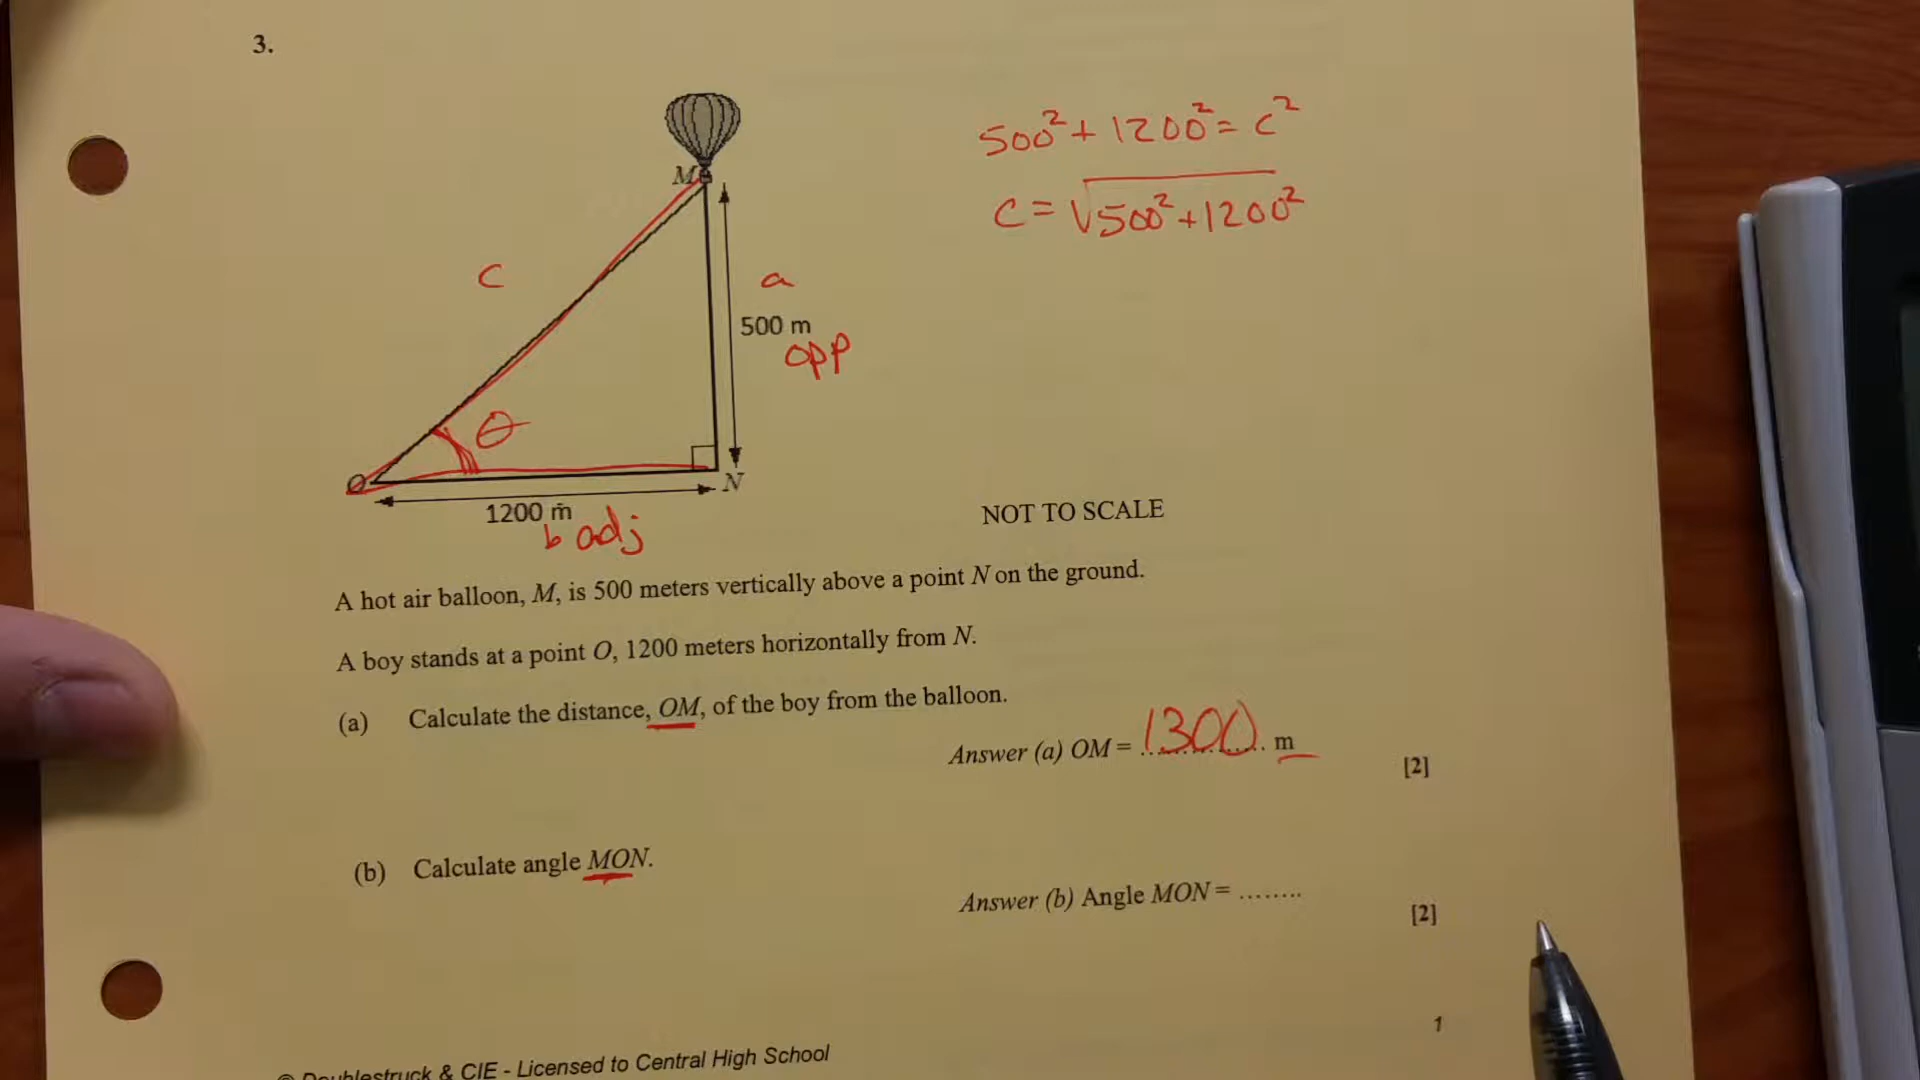 3.
500² + 1200² = c²
M
c = √500² + 1200²
c
a
500 m
opp
θ
O
N
1200 m
b adj
NOT TO SCALE
A hot air balloon, M, is 500 meters vertically above a point N on the ground.
A boy stands at a point O, 1200 meters horizontally from N.
(a) Calculate the distance, OM, of the boy from the balloon.
Answer (a) OM = 1300 m
[2]
(b) Calculate angle MON.
Answer (b) Angle MON = ........
[2]
1
© Doublestruck & CIE - Licensed to Central High School